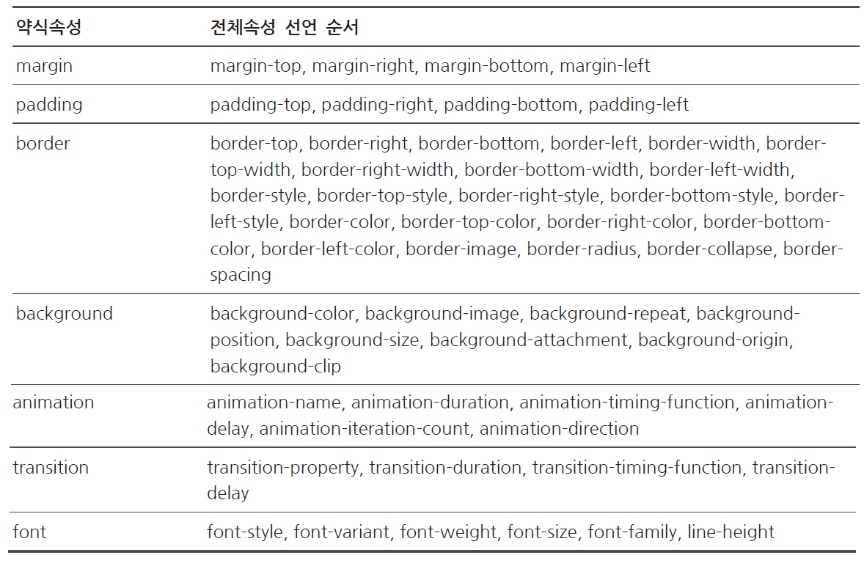 약식속성 전체속성 선언 순서
margin margin-top, margin-right, margin-bottom, margin-left
padding padding-top, padding-right, padding-bottom, padding-left
border border-top, border-right, border-bottom, border-left, border-width, border-
top-width, border-right-width, border-bottom-width, border-left-width,
border-style, border-top-style, border-right-style, border-bottom-style, border-
left-style, border-color, border-top-color, border-right-color, border-bottom-
color, border-left-color, border-image, border-radius, border-collapse, border-
spacing
background background-color, background-image, background-repeat, background-
position, background-size, background-attachment, background-origin,
background-clip
animation animation-name, animation-duration, animation-timing-function, animation-
delay, animation-iteration-count, animation-direction
transition transition-property, transition-duration, transition-timing-function, transition-
delay
font font-style, font-variant, font-weight, font-size, font-family, line-height